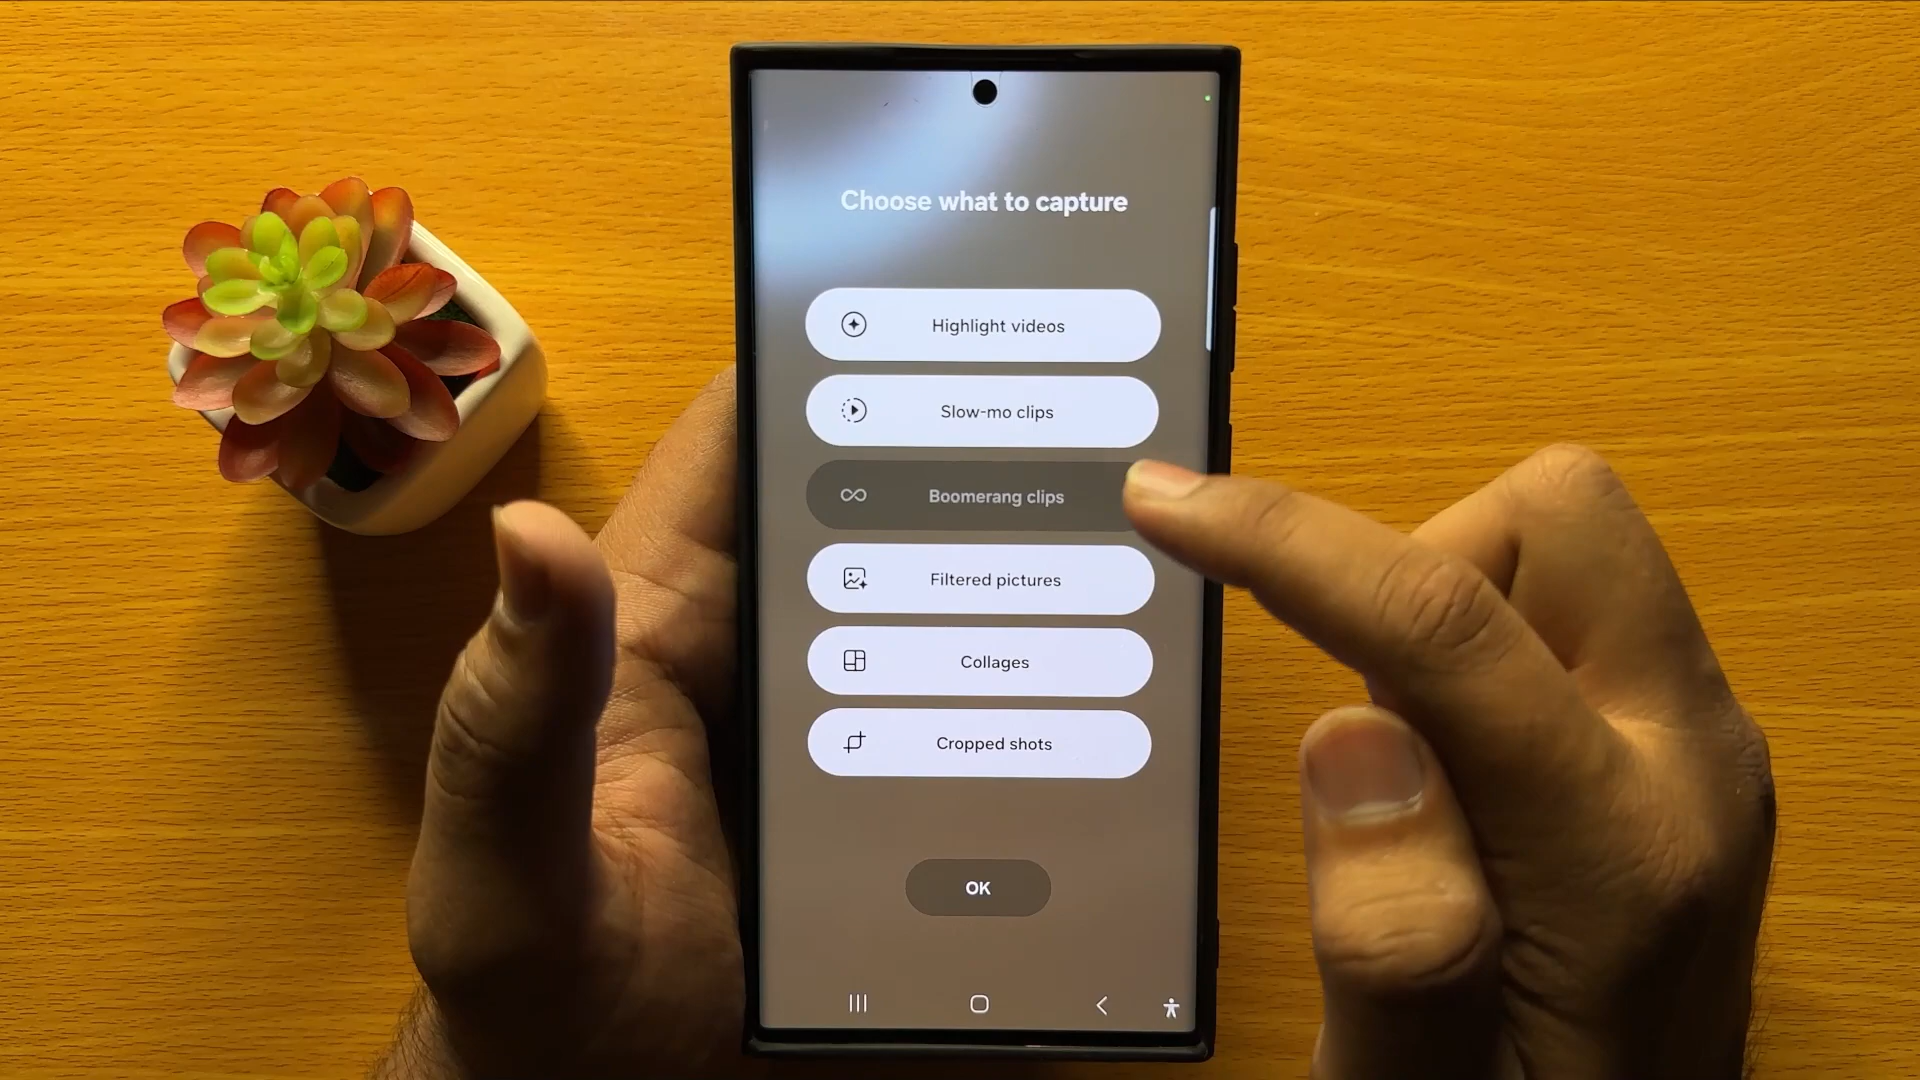 Choose what to capture
Highlight videos
Slow-mo clips
Boomerang clips
Filtered pictures
Collages
Cropped shots
OK